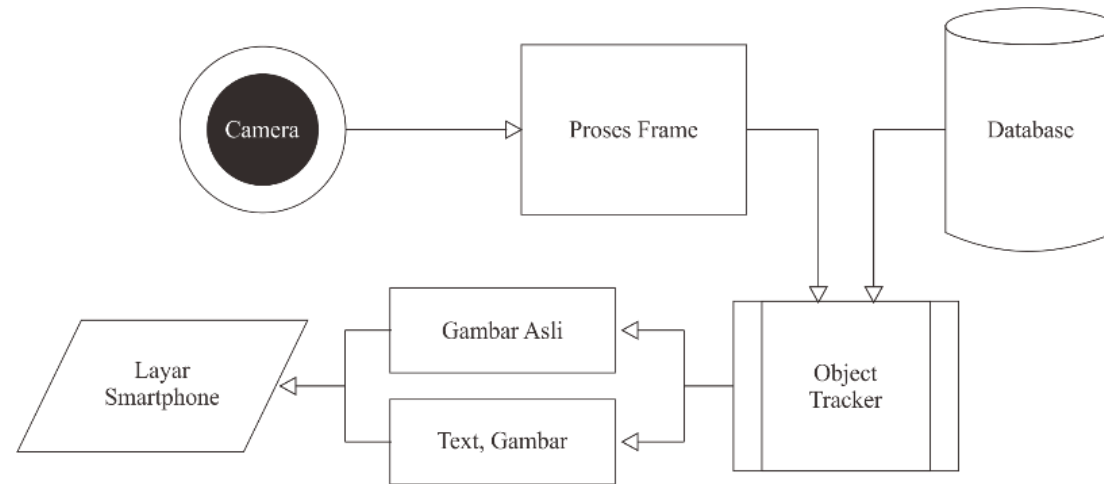 Camera
Proses Frame
Database
Gambar Asli
Layar
Smartphone
Text, Gambar
Object
Tracker